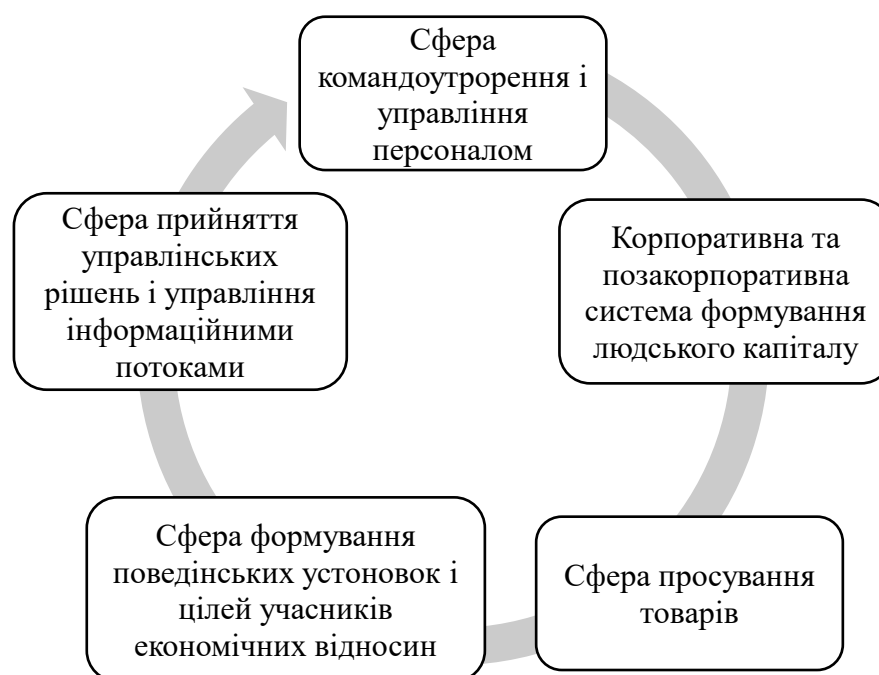 Сфера
командоутрорення і
управління
персоналом
Корпоративна та
позакорпоративна
система формування
людського капіталу
Сфера просування
товарів
Сфера формування
поведінських устоновок і
цілей учасників
економічних відносин
Сфера прийняття
управлінських
рішень і управління
інформаційними
потоками